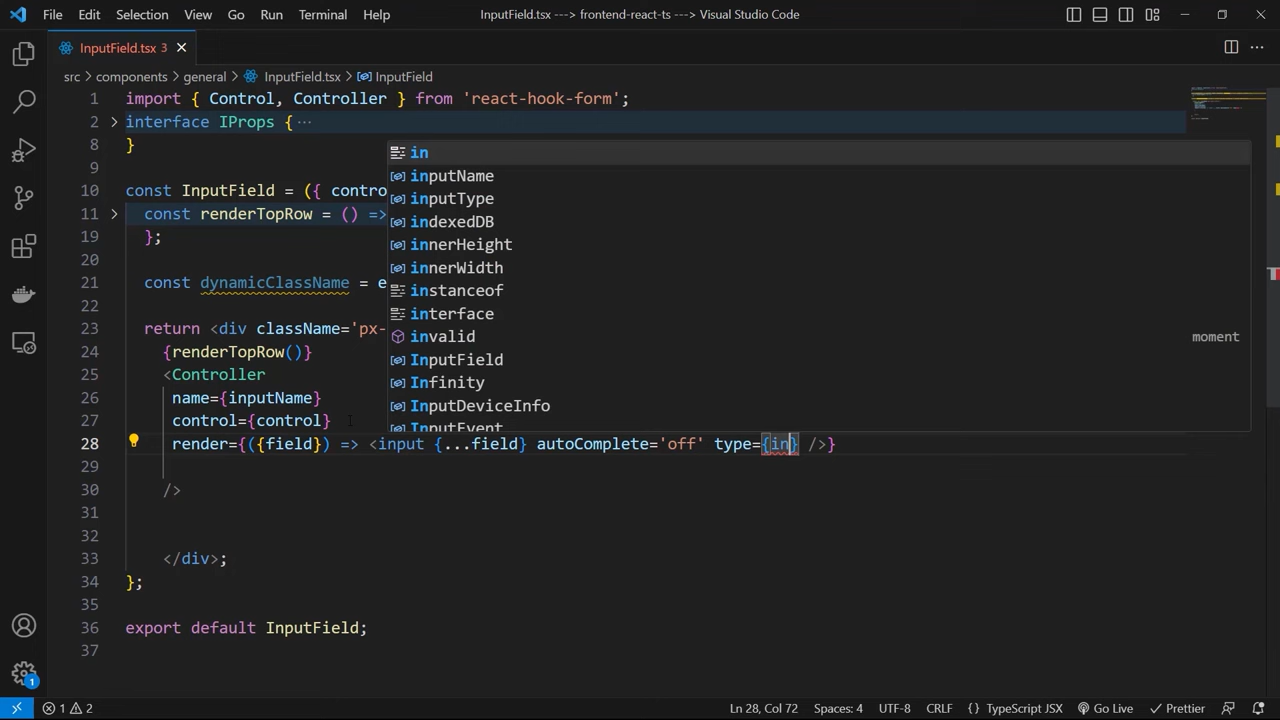 File Edit Selection View Go Run Terminal Help InputField.tsx ---> frontend-react-ts ---> Visual Studio Code
InputField.tsx 3
src > components > general > InputField.tsx > InputField
1 import { Control, Controller } from 'react-hook-form';
2 interface IProps { ···
8 }
9
10 const InputField = ({ contro
11 const renderTopRow = () =>
19 };
20
21 const dynamicClassName = e
22
23 return <div className='px-
24 {renderTopRow()}
25 <Controller
26 name={inputName}
27 control={control}
28 render={({field}) => <input {...field} autoComplete='off' type={in} />}
29
30 />
31
32
33 </div>;
34 };
35
36 export default InputField;
37
in
inputName
inputType
indexedDB
innerHeight
innerWidth
instanceof
interface
invalid moment
InputField
Infinity
InputDeviceInfo
InputEvent
1
1 2 Ln 28, Col 72 Spaces: 4 UTF-8 CRLF {} TypeScript JSX Go Live Prettier